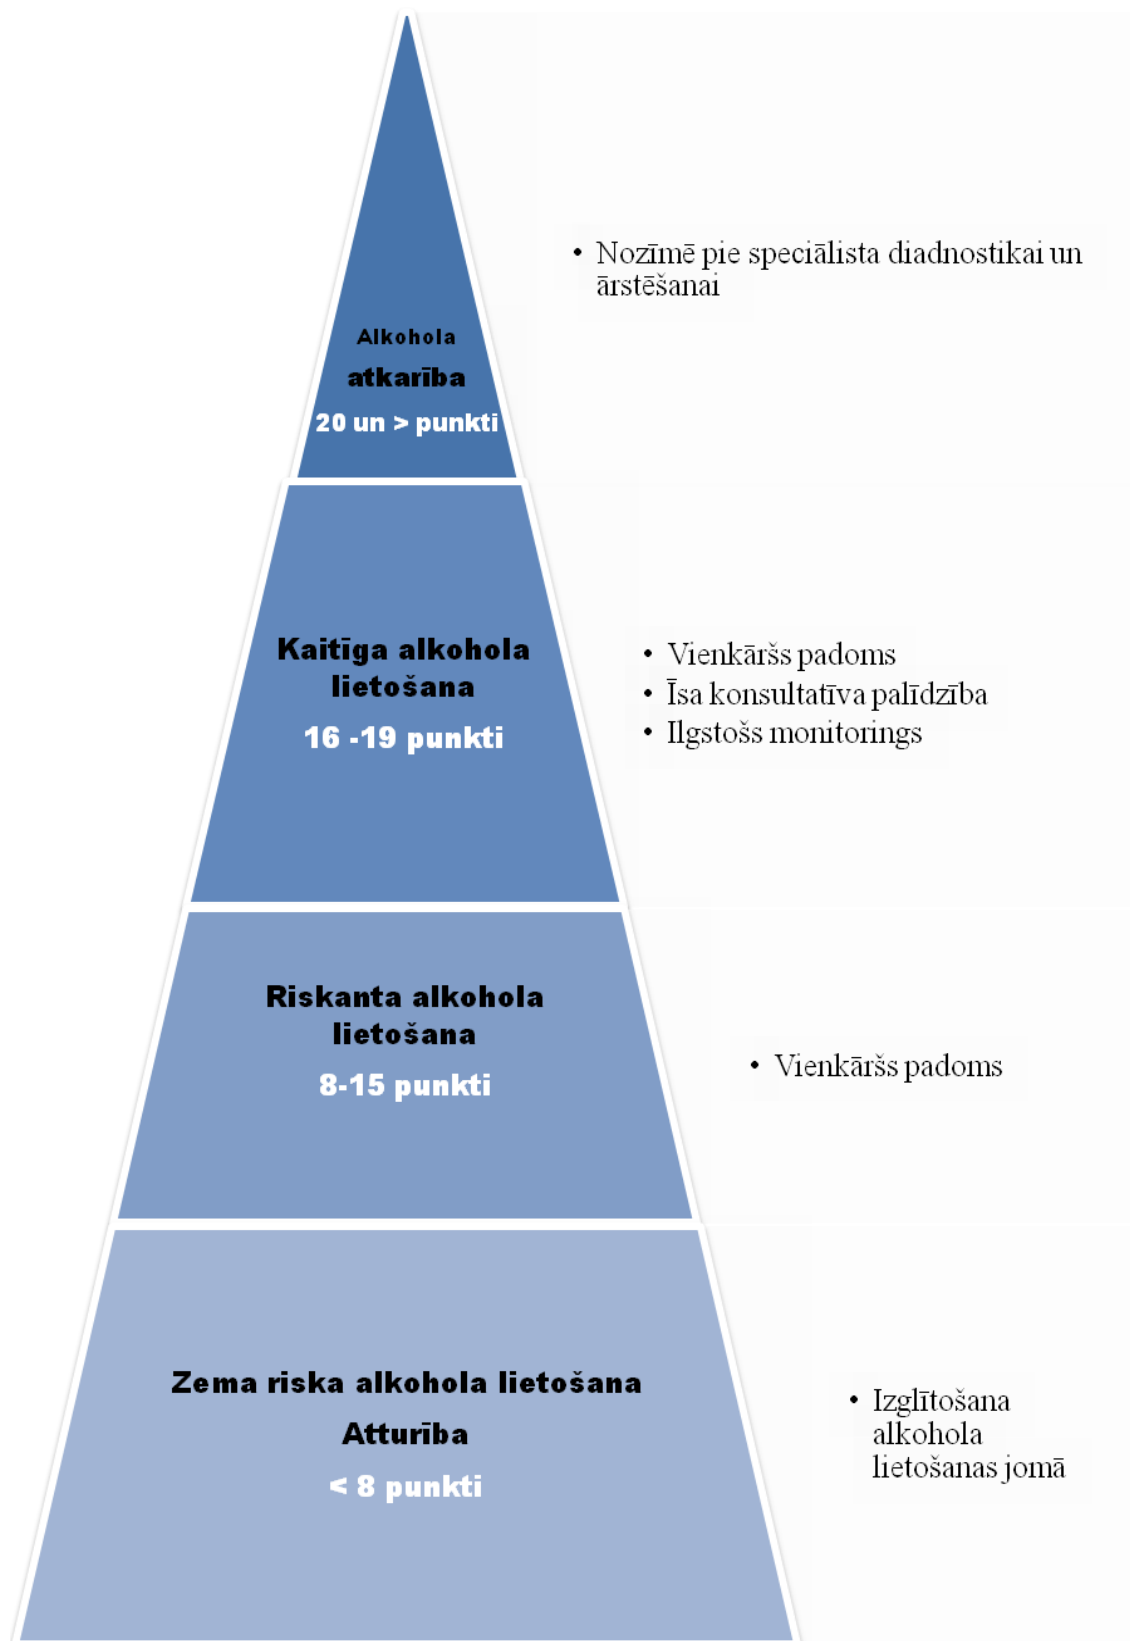 • Nozīmē pie speciālista diadnostikai un
ārstēšanai
Alkohola
atkarība
20 un > punkti
Kaitīga alkohola
lietošana
16 -19 punkti
• Vienkāršs padoms
• Īsa konsultatīva palīdzība
• Ilgstošs monitorings
Riskanta alkohola
lietošana
8-15 punkti
• Vienkāršs padoms
Zema riska alkohola lietošana
Atturība
< 8 punkti
• Izglītošana
alkohola
lietošanas jomā